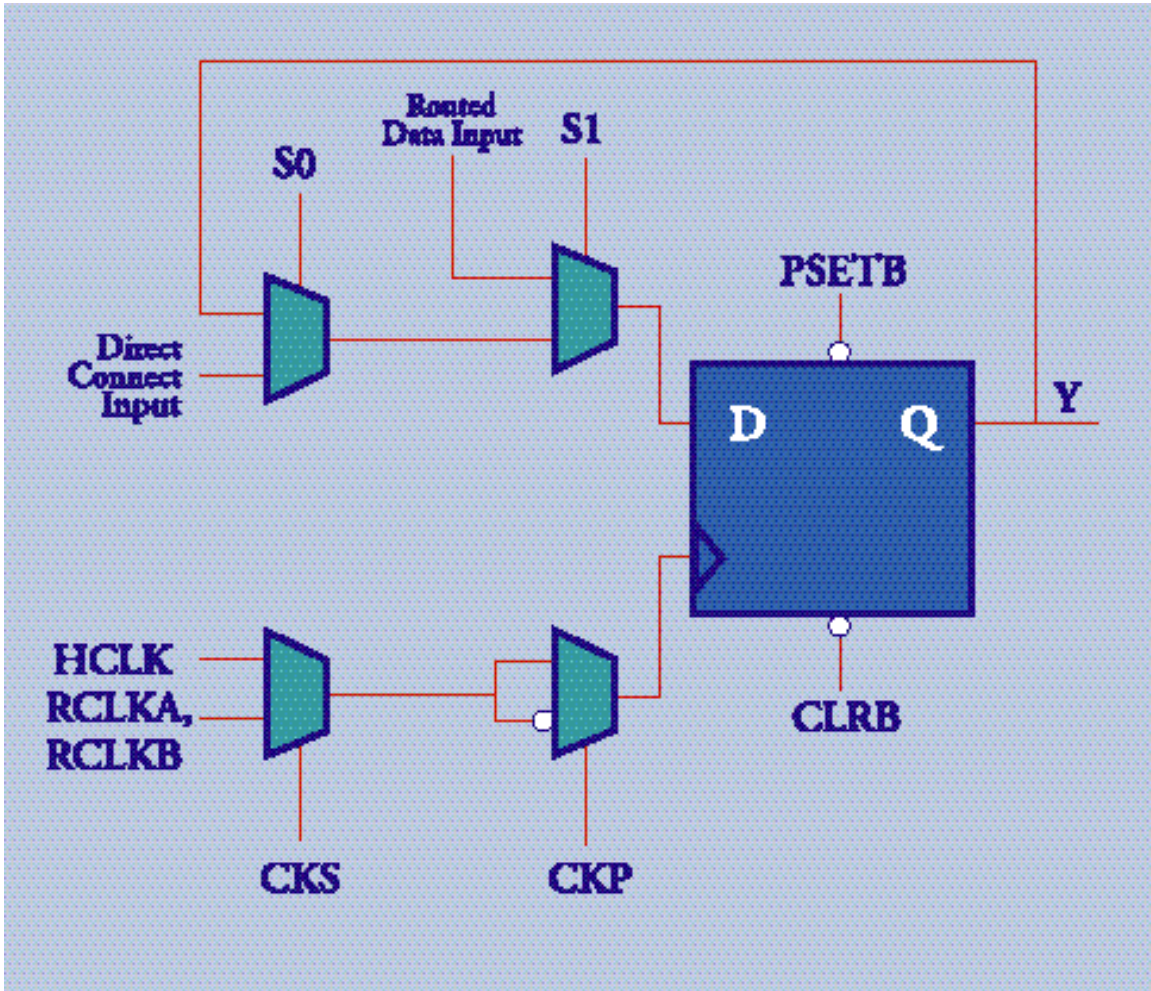 Routed
Data Input
S1
S0
PSETB
Direct
Connect
Input
D
Q
Y
HCLK
RCLKA,
RCLKB
CLRB
CKS
CKP